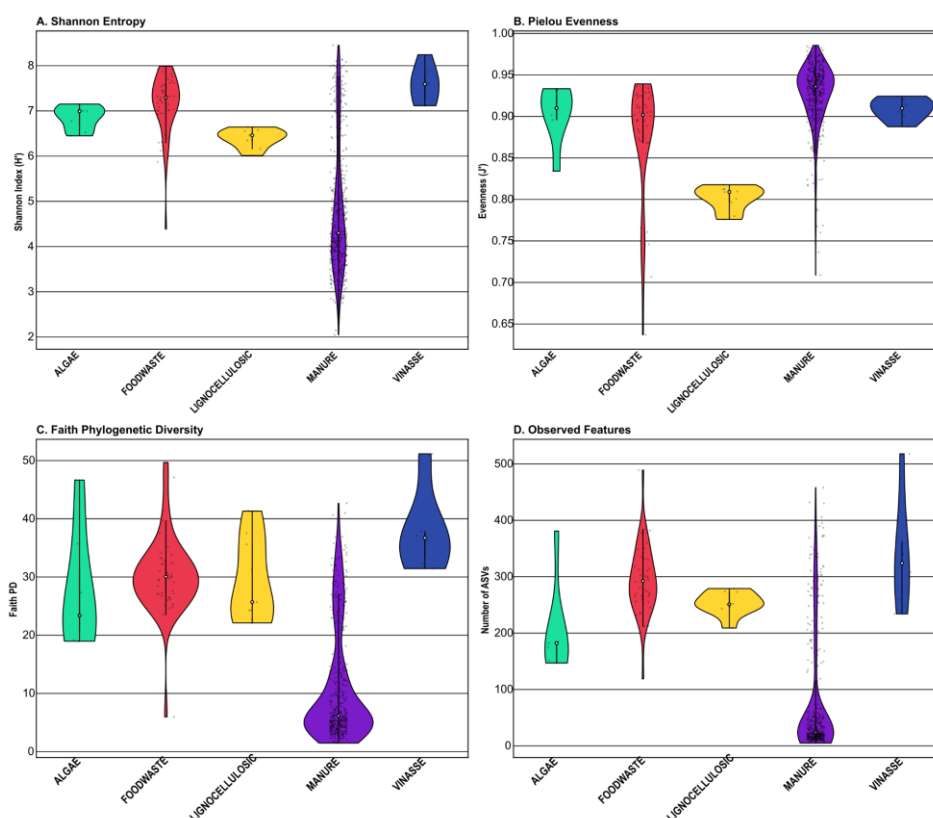 A. Shannon Entropy
Shannon Index (H')
8
7
6
5
4
3
2
ALGAE
FOODWASTE
LIGNOCELLULOSIC
MANURE
VINASSE
B. Pielou Evenness
Evenness (J')
1.00
0.95
0.90
0.85
0.80
0.75
0.70
0.65
ALGAE
FOODWASTE
LIGNOCELLULOSIC
MANURE
VINASSE
C. Faith Phylogenetic Diversity
Faith PD
50
40
30
20
10
0
ALGAE
FOODWASTE
LIGNOCELLULOSIC
MANURE
VINASSE
D. Observed Features
Number of ASVs
500
400
300
200
100
0
ALGAE
FOODWASTE
LIGNOCELLULOSIC
MANURE
VINASSE